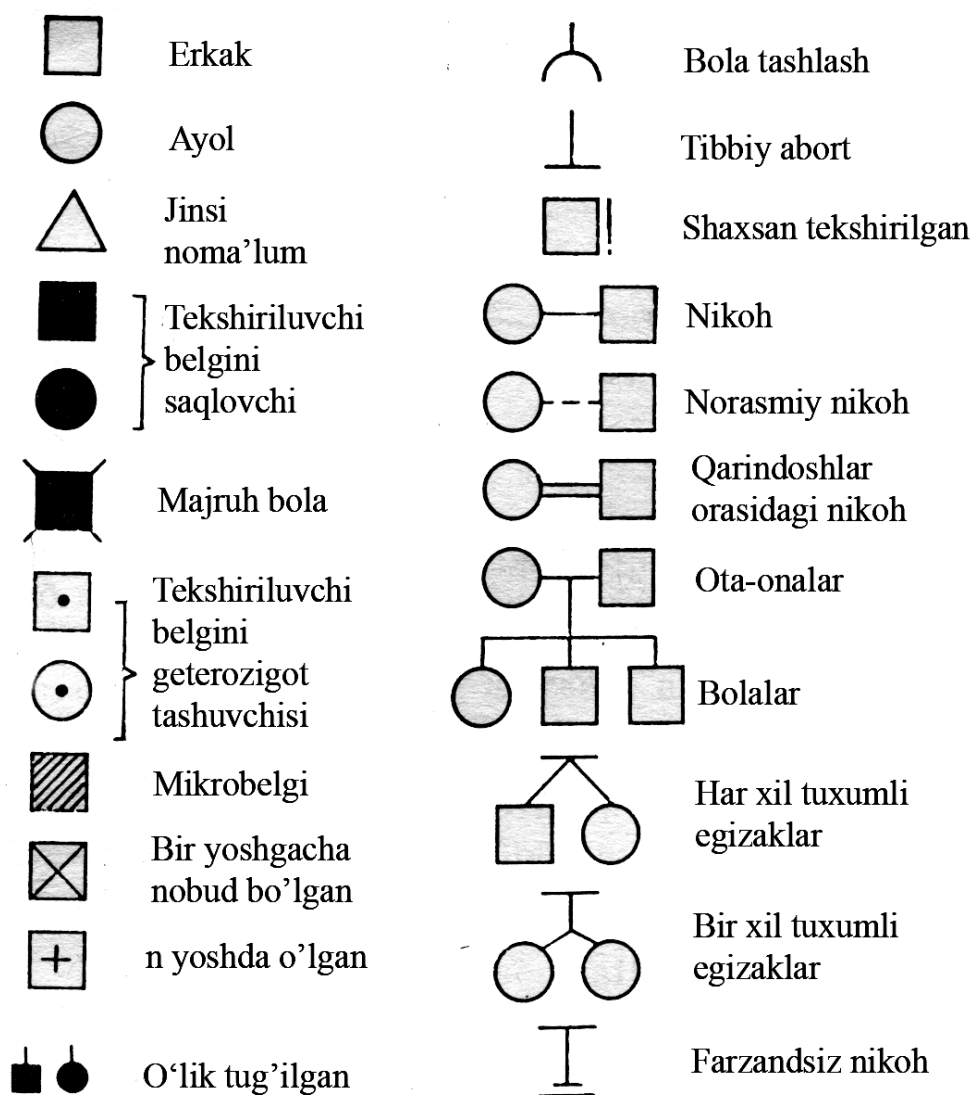 Erkak
Ayol
Jinsi
noma’lum
Tekshiriluvchi
belgini
saqlovchi
Majruh bola
Tekshiriluvchi
belgini
geterozigot
tashuvchisi
Mikrobelgi
Bir yoshgacha
nobud bo’lgan
n yoshda o’lgan
O‘lik tug’ilgan
Bola tashlash
Tibbiy abort
Shaxsan tekshirilgan
Nikoh
Norasmiy nikoh
Qarindoshlar
orasidagi nikoh
Ota-onalar
Bolalar
Har xil tuxumli
egizaklar
Bir xil tuxumli
egizaklar
Farzandsiz nikoh